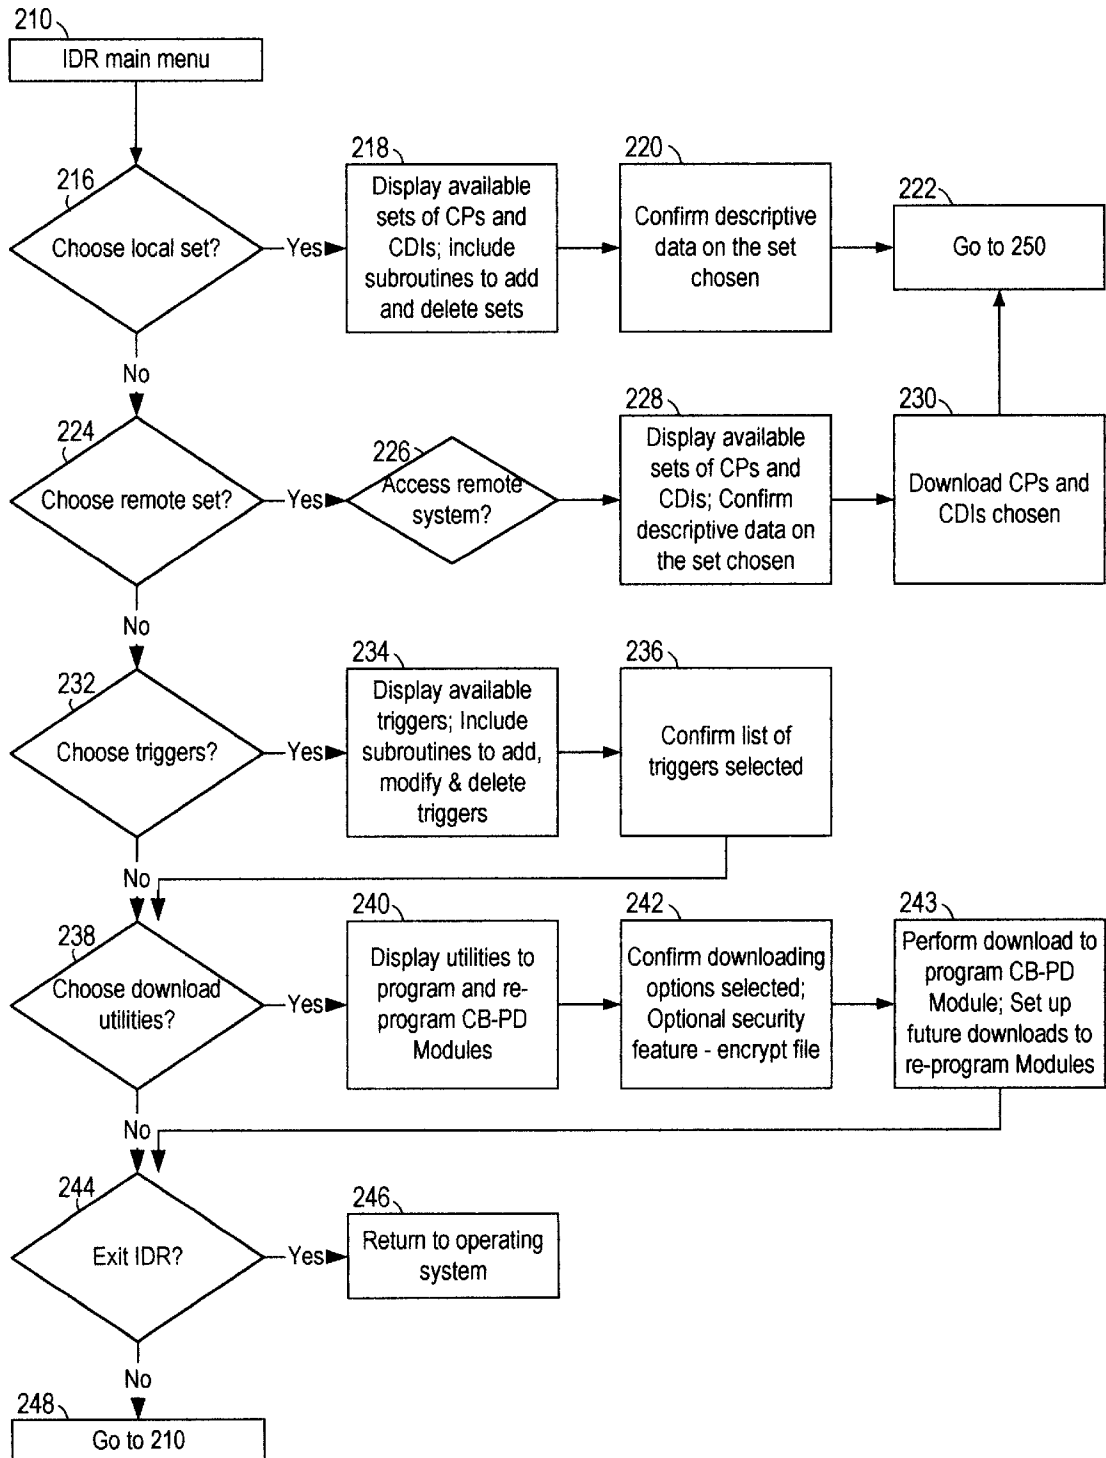 210
IDR main menu
216
Choose local set?
Yes
218
Display available
sets of CPs and
CDIs; include
subroutines to add
and delete sets
220
Confirm descriptive
data on the set
chosen
222
Go to 250
No
224
Choose remote set?
Yes
226
Access remote
system?
228
Display available
sets of CPs and
CDIs; Confirm
descriptive data on
the set chosen
230
Download CPs and
CDIs chosen
No
232
Choose triggers?
Yes
234
Display available
triggers; Include
subroutines to add,
modify & delete
triggers
236
Confirm list of
triggers selected
No
238
Choose download
utilities?
Yes
240
Display utilities to
program and re-
program CB-PD
Modules
242
Confirm downloading
options selected;
Optional security
feature - encrypt file
243
Perform download to
program CB-PD
Module; Set up
future downloads to
re-program Modules
No
244
Exit IDR?
Yes
246
Return to operating
system
No
248
Go to 210